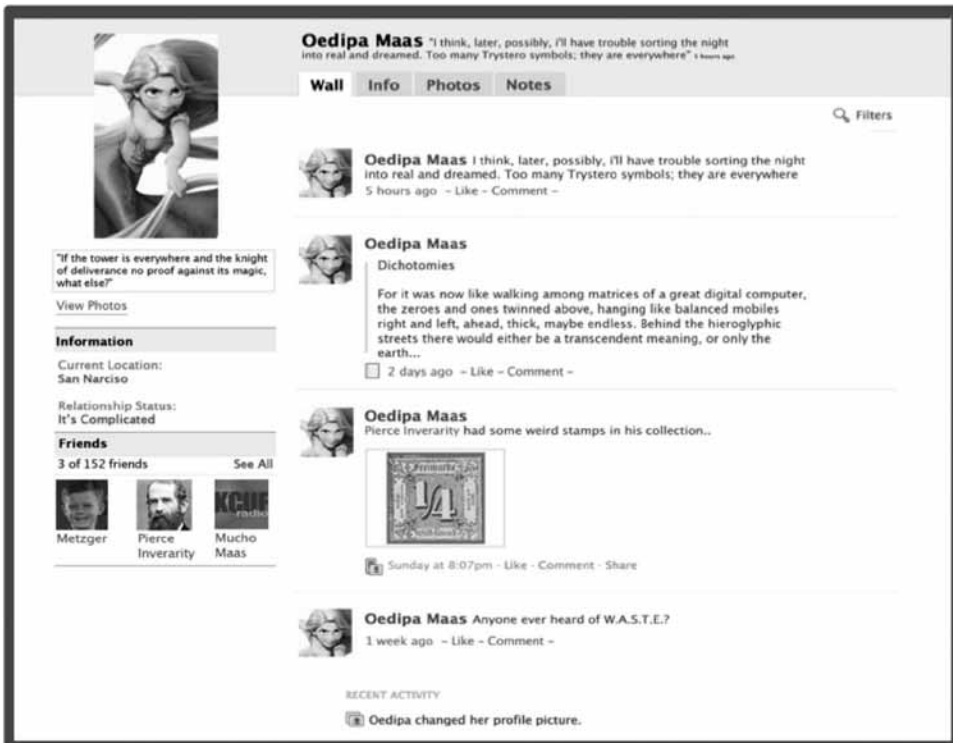 Oedipa Maas "I think, later, possibly, i'll have trouble sorting the night
into real and dreamed. Too many Trystero symbols; they are everywhere" 5 hours ago
Wall Info Photos Notes
Filters
Oedipa Maas I think, later, possibly, i'll have trouble sorting the night
into real and dreamed. Too many Trystero symbols; they are everywhere
5 hours ago – Like – Comment –
"If the tower is everywhere and the knight
of deliverance no proof against its magic,
what else?"
View Photos
Information
Current Location:
San Narciso
Relationship Status:
It's Complicated
Friends
3 of 152 friends See All
KCUF
radio
Metzger
Pierce
Inverarity
Mucho
Maas
Oedipa Maas
Dichotomies
For it was now like walking among matrices of a great digital computer,
the zeroes and ones twinned above, hanging like balanced mobiles
right and left, ahead, thick, maybe endless. Behind the hieroglyphic
streets there would either be a transcendent meaning, or only the
earth...
2 days ago – Like – Comment –
Oedipa Maas
Pierce Inverarity had some weird stamps in his collection..
Freimarke
1/4
Sunday at 8:07pm · Like · Comment · Share
Oedipa Maas Anyone ever heard of W.A.S.T.E.?
1 week ago – Like – Comment –
RECENT ACTIVITY
Oedipa changed her profile picture.